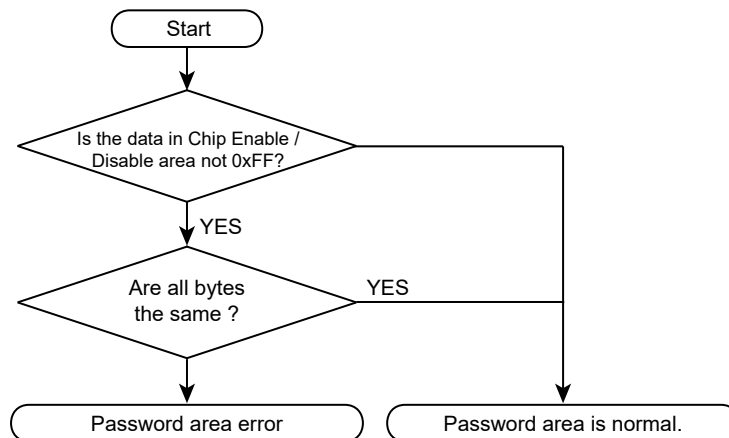 Start
Is the data in Chip Enable /
Disable area not 0xFF?
YES
Are all bytes
the same ?
YES
Password area error
Password area is normal.